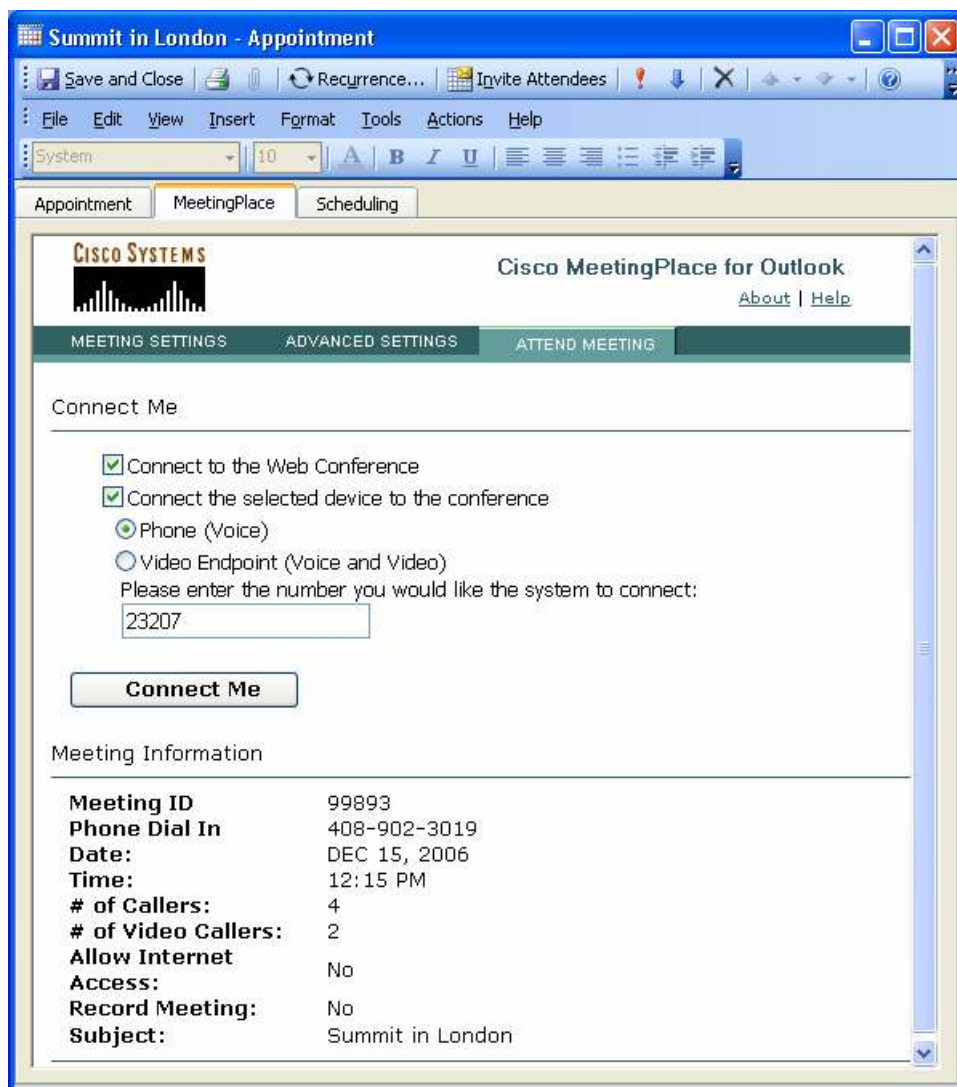 Summit in London - Appointment
Save and Close Recurrence... Invite Attendees
File Edit View Insert Format Tools Actions Help
System 10 A B I U
Appointment MeetingPlace Scheduling
CISCO SYSTEMS
Cisco MeetingPlace for Outlook
About | Help
MEETING SETTINGS ADVANCED SETTINGS ATTEND MEETING
Connect Me
Connect to the Web Conference
Connect the selected device to the conference
Phone (Voice)
Video Endpoint (Voice and Video)
Please enter the number you would like the system to connect:
23207
Connect Me
Meeting Information
Meeting ID 99893
Phone Dial In 408-902-3019
Date: DEC 15, 2006
Time: 12:15 PM
# of Callers: 4
# of Video Callers: 2
Allow Internet
Access: No
Record Meeting: No
Subject: Summit in London